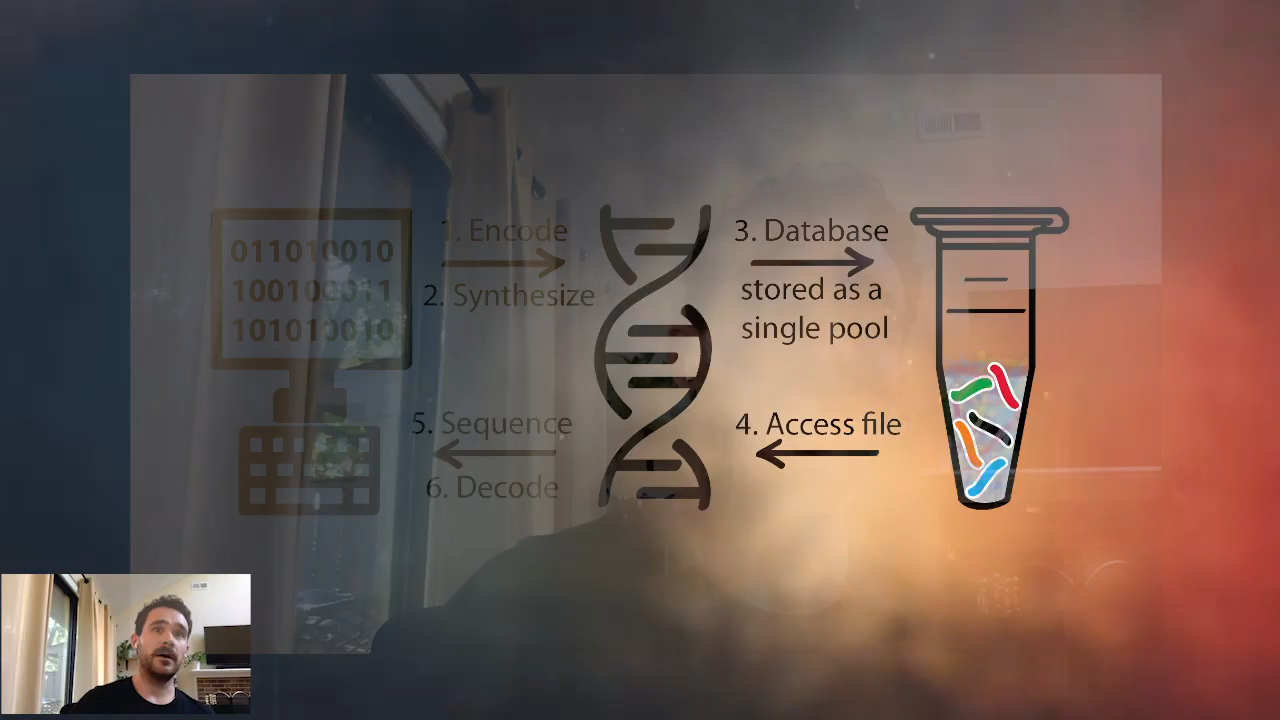 011010010
100100011
101010010
1. Encode
2. Synthesize
3. Database
stored as a
single pool
4. Access file
5. Sequence
6. Decode